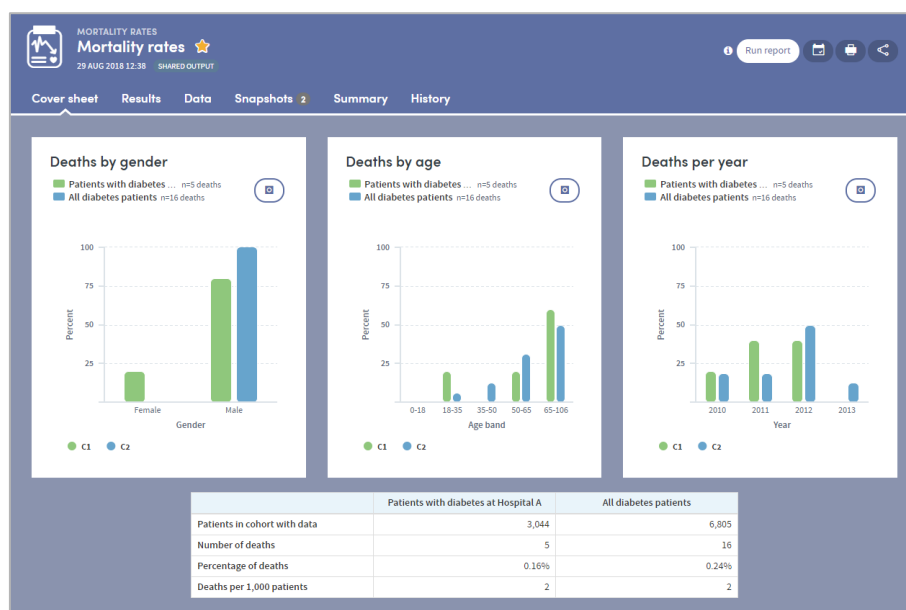 MORTALITY RATES
Mortality rates
29 AUG 2018 12:38 SHARED OUTPUT
Run report
Cover sheet Results Data Snapshots 2 Summary History
Deaths by gender
Patients with diabetes ... n=5 deaths
All diabetes patients n=16 deaths
100
75
50
25
Percent
Female Male
Gender
C1 C2
Deaths by age
Patients with diabetes ... n=5 deaths
All diabetes patients n=16 deaths
100
75
50
25
Percent
0-18 18-35 35-50 50-65 65-106
Age band
C1 C2
Deaths per year
Patients with diabetes ... n=5 deaths
All diabetes patients n=16 deaths
100
75
50
25
Percent
2010 2011 2012 2013
Year
C1 C2
Patients with diabetes at Hospital A All diabetes patients
Patients in cohort with data 3,044 6,805
Number of deaths 5 16
Percentage of deaths 0.16% 0.24%
Deaths per 1,000 patients 2 2